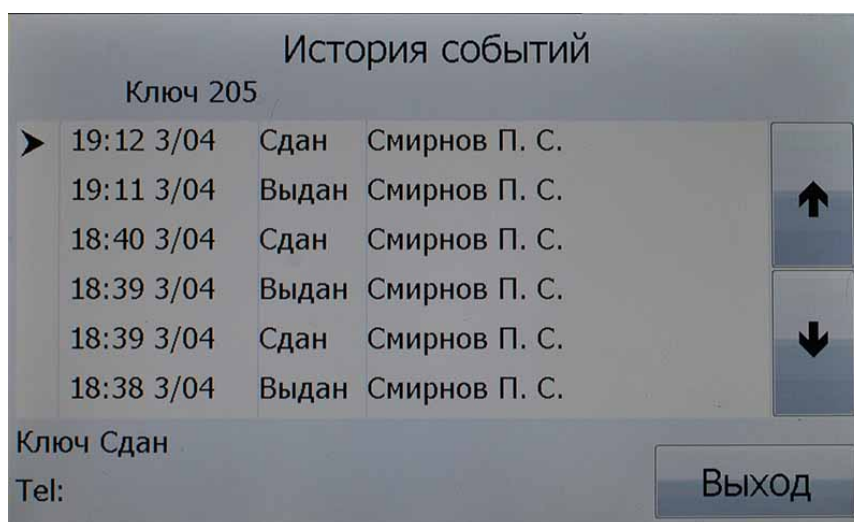 История событий
Ключ 205
19:12 3/04 Сдан Смирнов П. С.
19:11 3/04 Выдан Смирнов П. С.
18:40 3/04 Сдан Смирнов П. С.
18:39 3/04 Выдан Смирнов П. С.
18:39 3/04 Сдан Смирнов П. С.
18:38 3/04 Выдан Смирнов П. С.
Ключ Сдан
Tel:
Выход